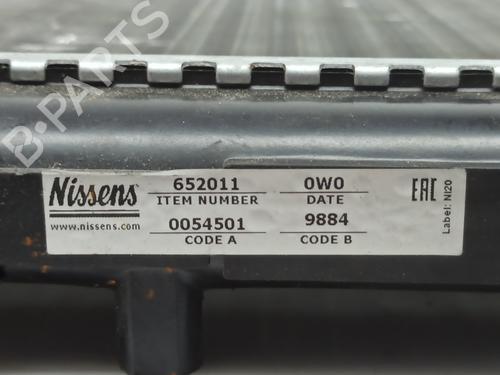 B-PARTS
Nissens
www.nissens.com
652011
ITEM NUMBER
0W0
DATE
0054501
CODE A
9884
CODE B
EAC
Label: NI20